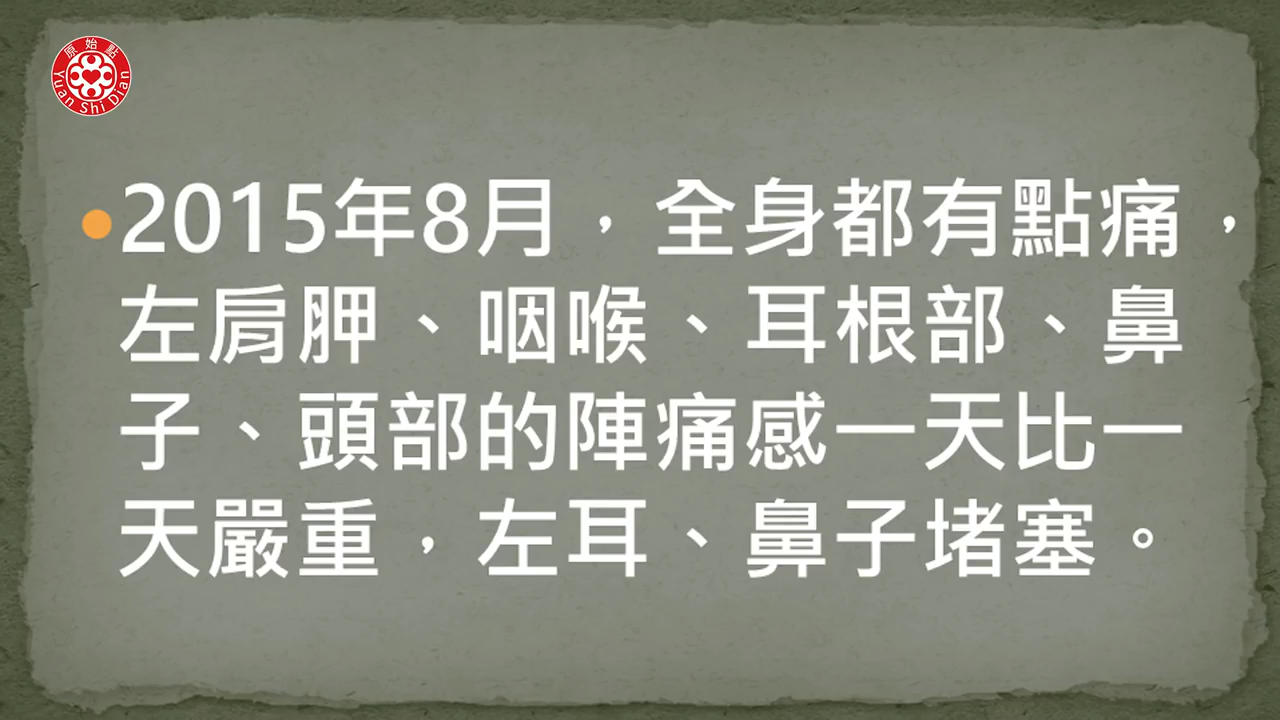 原始點
Yuan Shi Dian
•2015年8月，全身都有點痛，
左肩胛、咽喉、耳根部、鼻
子、頭部的陣痛感一天比一
天嚴重，左耳、鼻子堵塞。